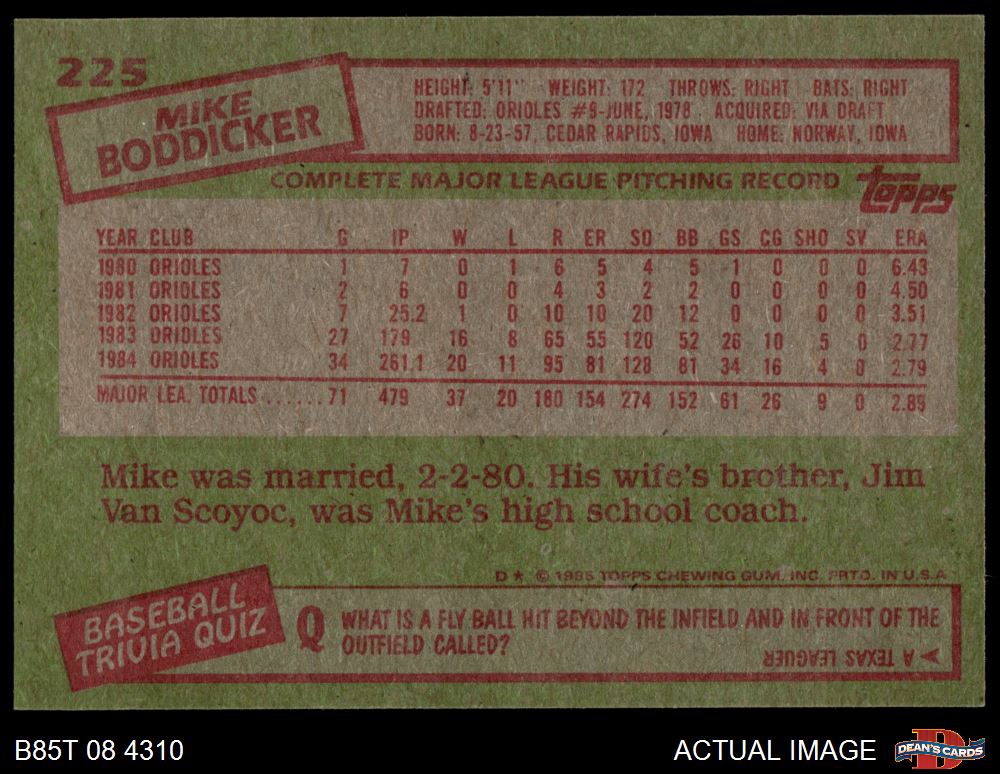 225
MIKE
BODDICKER
HEIGHT: 5'11" WEIGHT: 172 THROWS: RIGHT BATS: RIGHT
DRAFTED: ORIOLES #9-JUNE, 1978 ACQUIRED: VIA DRAFT
BORN: 8-23-57, CEDAR RAPIDS, IOWA HOME: NORWAY, IOWA
COMPLETE MAJOR LEAGUE PITCHING RECORD
topps
YEAR CLUB G IP W L R ER SO BB GS CG SHO SV ERA
1980 ORIOLES 1 7 0 1 6 5 4 5 1 0 0 0 6.43
1981 ORIOLES 2 6 0 0 4 3 2 2 0 0 0 0 4.50
1982 ORIOLES 7 25.2 1 0 10 10 20 12 0 0 0 0 3.51
1983 ORIOLES 27 179 16 8 65 55 120 52 26 10 5 0 2.77
1984 ORIOLES 34 261.1 20 11 95 81 128 81 34 16 4 0 2.79
MAJOR LEA. TOTALS ......71 479 37 20 180 154 274 152 61 26 9 0 2.89
Mike was married, 2-2-80. His wife's brother, Jim
Van Scoyoc, was Mike's high school coach.
D* © 1985 TOPPS CHEWING GUM, INC. PRTD. IN U.S.A.
BASEBALL
TRIVIA QUIZ
Q WHAT IS A FLY BALL HIT BEYOND THE INFIELD AND IN FRONT OF THE
OUTFIELD CALLED?
A TEXAS LEAGUER
B85T 08 4310
ACTUAL IMAGE
D
DEAN'S CARDS